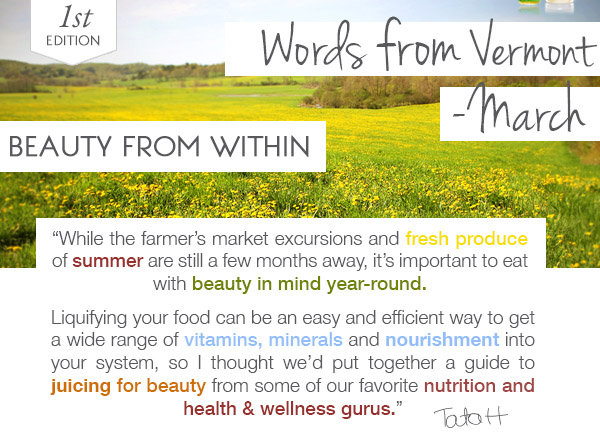 1st
EDITION
Words from Vermont
-March
BEAUTY FROM WITHIN
“While the farmer’s market excursions and fresh produce
of summer are still a few months away, it’s important to eat
with beauty in mind year-round.
Liquifying your food can be an easy and efficient way to get
a wide range of vitamins, minerals and nourishment into
your system, so I thought we’d put together a guide to
juicing for beauty from some of our favorite nutrition and
health & wellness gurus.”
Tata H